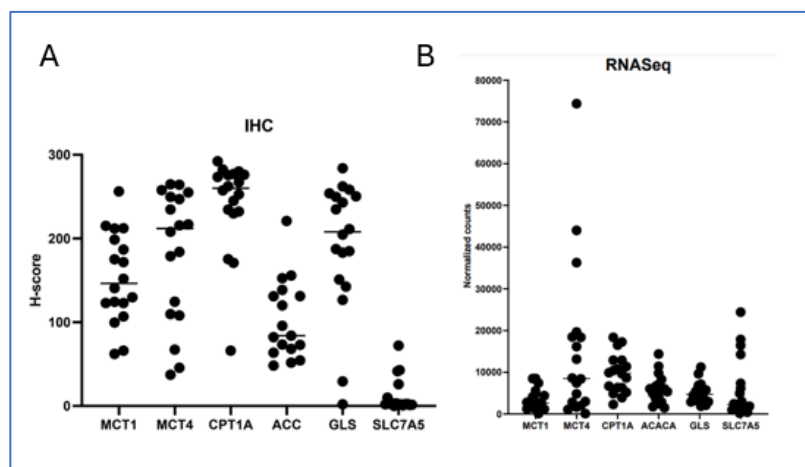 A
IHC
H-score
300
200
100
0
MCT1 MCT4 CPT1A ACC GLS SLC7A5
B
RNASeq
Normalized counts
80000
70000
60000
50000
40000
30000
20000
10000
0
MCT1 MCT4 CPT1A ACACA GLS SLC7A5